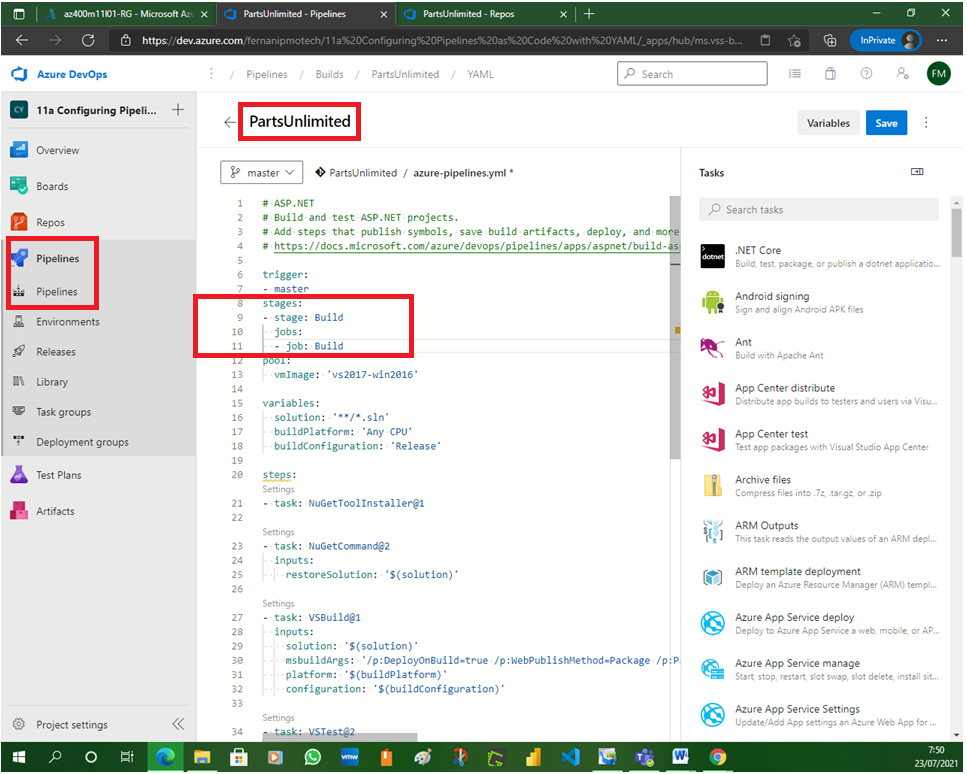 az400m11l01-RG - Microsoft Az
PartsUnlimited - Pipelines
PartsUnlimited - Repos
https://dev.azure.com/fernanipmotech/11a%20Configuring%20Pipelines%20as%20Code%20with%20YAML/_apps/hub/ms.vss-b...
InPrivate
Azure DevOps
/ Pipelines / Builds / PartsUnlimited / YAML
Search
FM
CY 11a Configuring Pipeli...
Overview
Boards
Repos
Pipelines
Pipelines
Environments
Releases
Library
Task groups
Deployment groups
Test Plans
Artifacts
Project settings
PartsUnlimited
Variables
Save
master
PartsUnlimited / azure-pipelines.yml *
1 # ASP.NET
2 # Build and test ASP.NET projects.
3 # Add steps that publish symbols, save build artifacts, deploy, and more
4 # https://docs.microsoft.com/azure/devops/pipelines/apps/aspnet/build-as
5
6 trigger:
7 - master
8 stages:
9 - stage: Build
10 jobs:
11 - job: Build
12 pool:
13 vmImage: 'vs2017-win2016'
14
15 variables:
16 solution: '**/*.sln'
17 buildPlatform: 'Any CPU'
18 buildConfiguration: 'Release'
19
20 steps:
Settings
21 - task: NuGetToolInstaller@1
22
Settings
23 - task: NuGetCommand@2
24 inputs:
25 restoreSolution: '$(solution)'
26
Settings
27 - task: VSBuild@1
28 inputs:
29 solution: '$(solution)'
30 msbuildArgs: '/p:DeployOnBuild=true /p:WebPublishMethod=Package /p:Pa
31 platform: '$(buildPlatform)'
32 configuration: '$(buildConfiguration)'
33
Settings
34 - task: VSTest@2
Tasks
Search tasks
dotnet
.NET Core
Build, test, package, or publish a dotnet applicatio...
Android signing
Sign and align Android APK files
Ant
Build with Apache Ant
App Center distribute
Distribute app builds to testers and users via Visu...
App Center test
Test app packages with Visual Studio App Center
Archive files
Compress files into .7z, .tar.gz, or .zip
ARM Outputs
This task reads the output values of an ARM depl...
ARM template deployment
Deploy an Azure Resource Manager (ARM) templ...
Azure App Service deploy
Deploy to Azure App Service a web, mobile, or AP...
Azure App Service manage
Start, stop, restart, slot swap, slot delete, install sit...
Azure App Service Settings
Update/Add App settings an Azure Web App for ...
vmw
7:50
23/07/2021